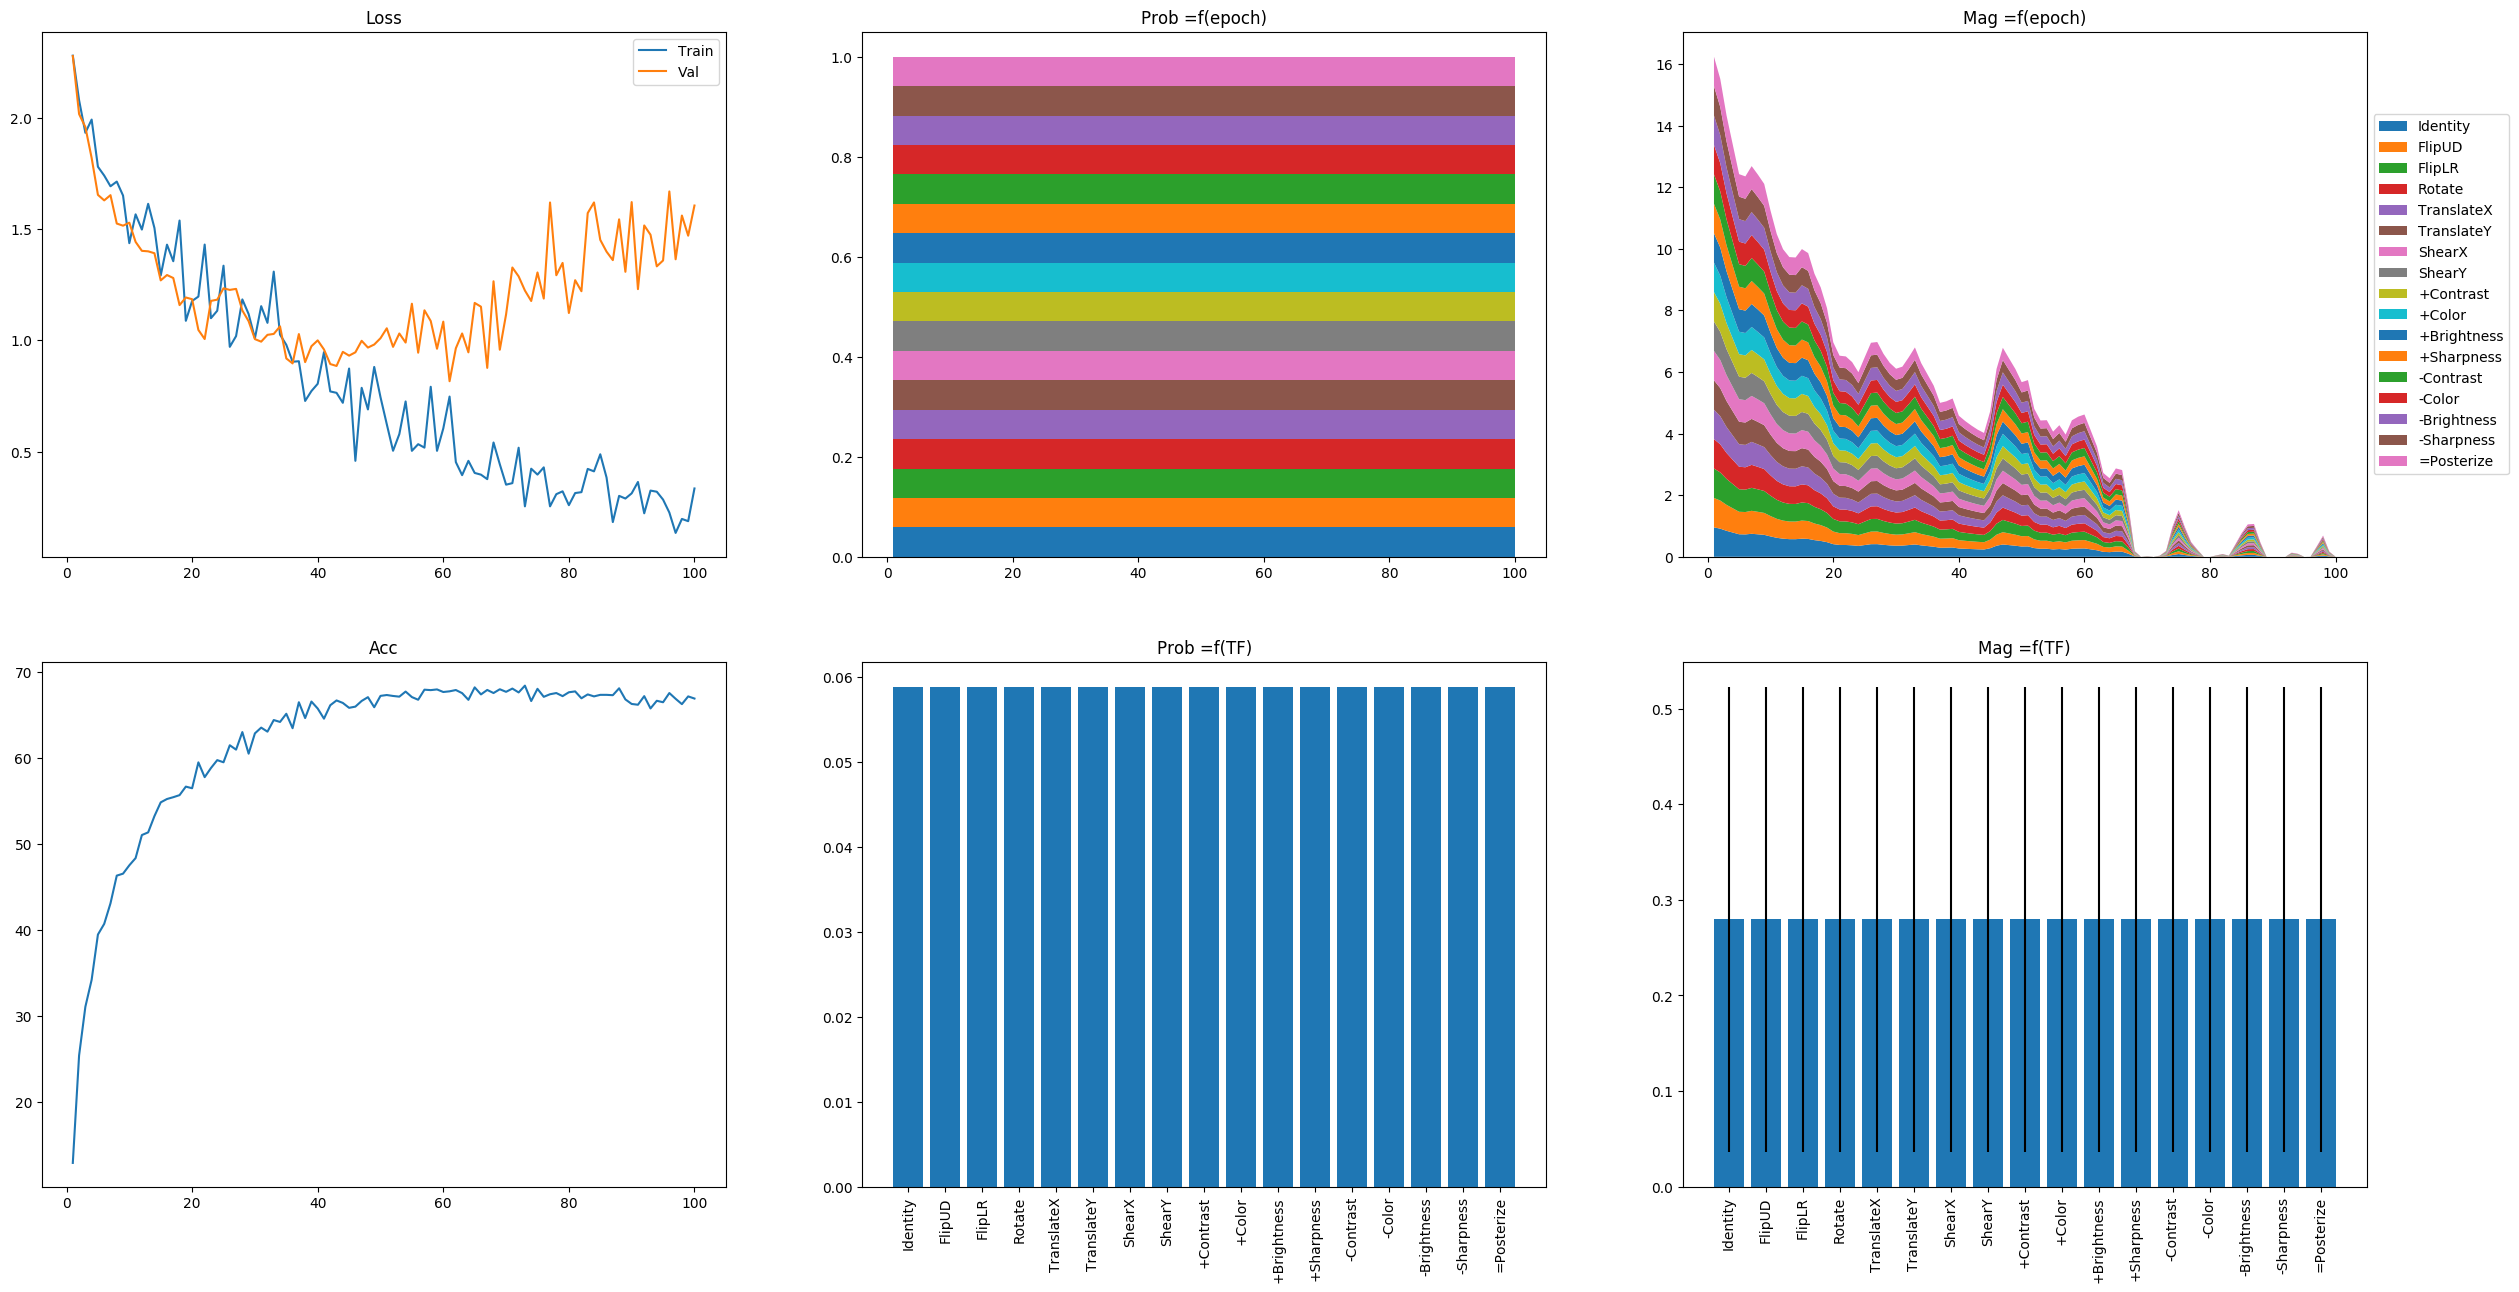 Loss
2.0
1.5
1.0
0.5
0 20 40 60 80 100
Train
Val
Prob =f(epoch)
1.0
0.8
0.6
0.4
0.2
0.0
0 20 40 60 80 100
Mag =f(epoch)
16
14
12
10
8
6
4
2
0
0 20 40 60 80 100
Identity
FlipUD
FlipLR
Rotate
TranslateX
TranslateY
ShearX
ShearY
+Contrast
+Color
+Brightness
+Sharpness
-Contrast
-Color
-Brightness
-Sharpness
=Posterize
Acc
70
60
50
40
30
20
0 20 40 60 80 100
Prob =f(TF)
0.06
0.05
0.04
0.03
0.02
0.01
0.00
Identity
FlipUD
FlipLR
Rotate
TranslateX
TranslateY
ShearX
ShearY
+Contrast
+Color
+Brightness
+Sharpness
-Contrast
-Color
-Brightness
-Sharpness
=Posterize
Mag =f(TF)
0.5
0.4
0.3
0.2
0.1
0.0
Identity
FlipUD
FlipLR
Rotate
TranslateX
TranslateY
ShearX
ShearY
+Contrast
+Color
+Brightness
+Sharpness
-Contrast
-Color
-Brightness
-Sharpness
=Posterize